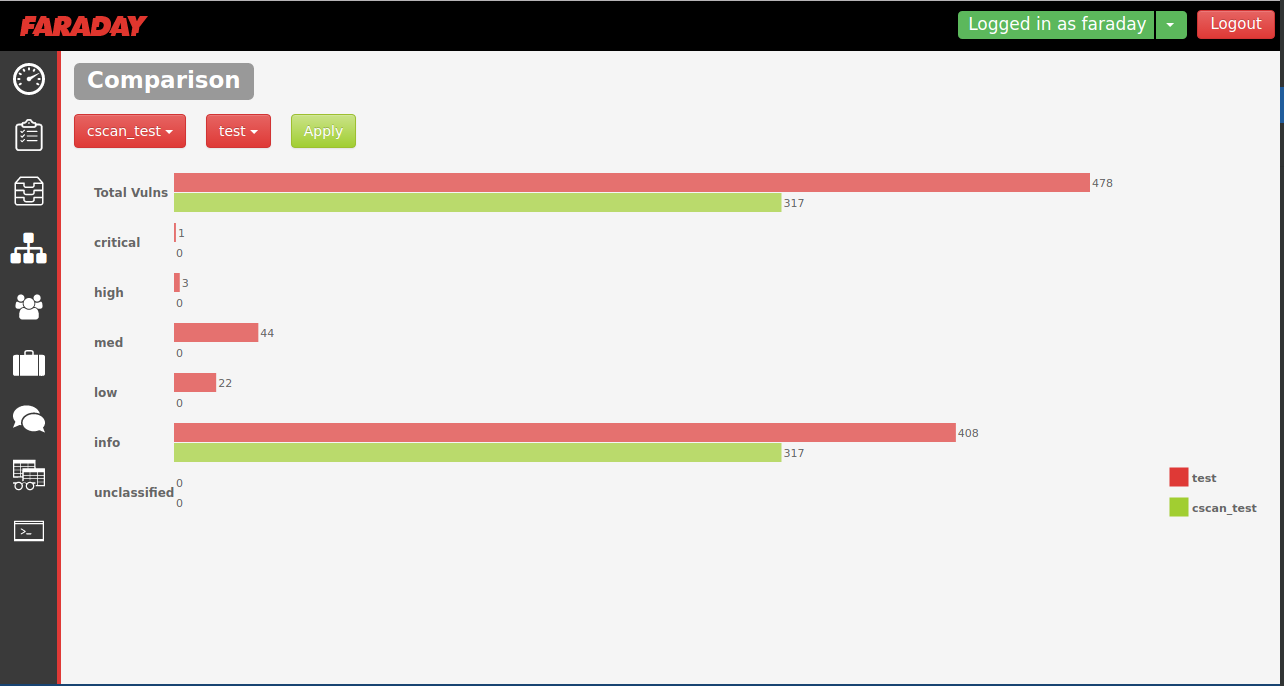 FARADAY
Logged in as faraday
Logout
Comparison
cscan_test
test
Apply
Total Vulns
478
317
critical
1
0
high
3
0
med
44
0
low
22
0
info
408
317
unclassified
0
0
test
cscan_test
>_